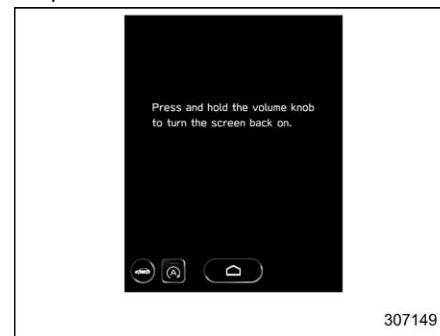 Press and hold the volume knob
to turn the screen back on.
A
307149